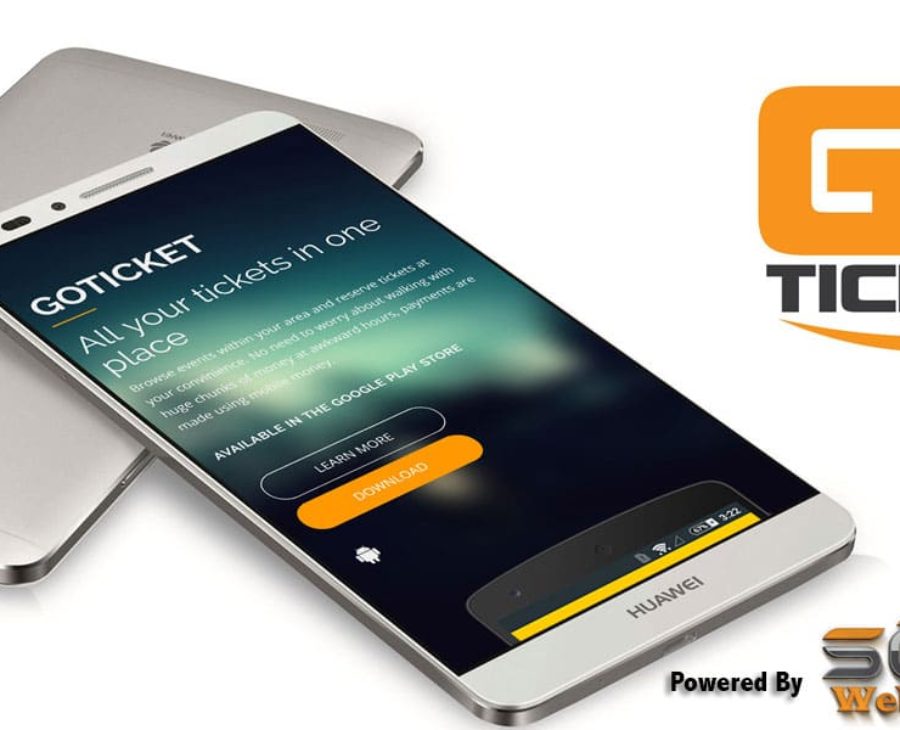 GOTICKET
All your tickets in one
place
Browse events within your area and reserve tickets at
your convenience. No need to worry about walking with
huge chunks of money at awkward hours, payments are
made using mobile money.
AVAILABLE IN THE GOOGLE PLAY STORE
LEARN MORE
DOWNLOAD
67% 3:22
HUAWEI
Powered By